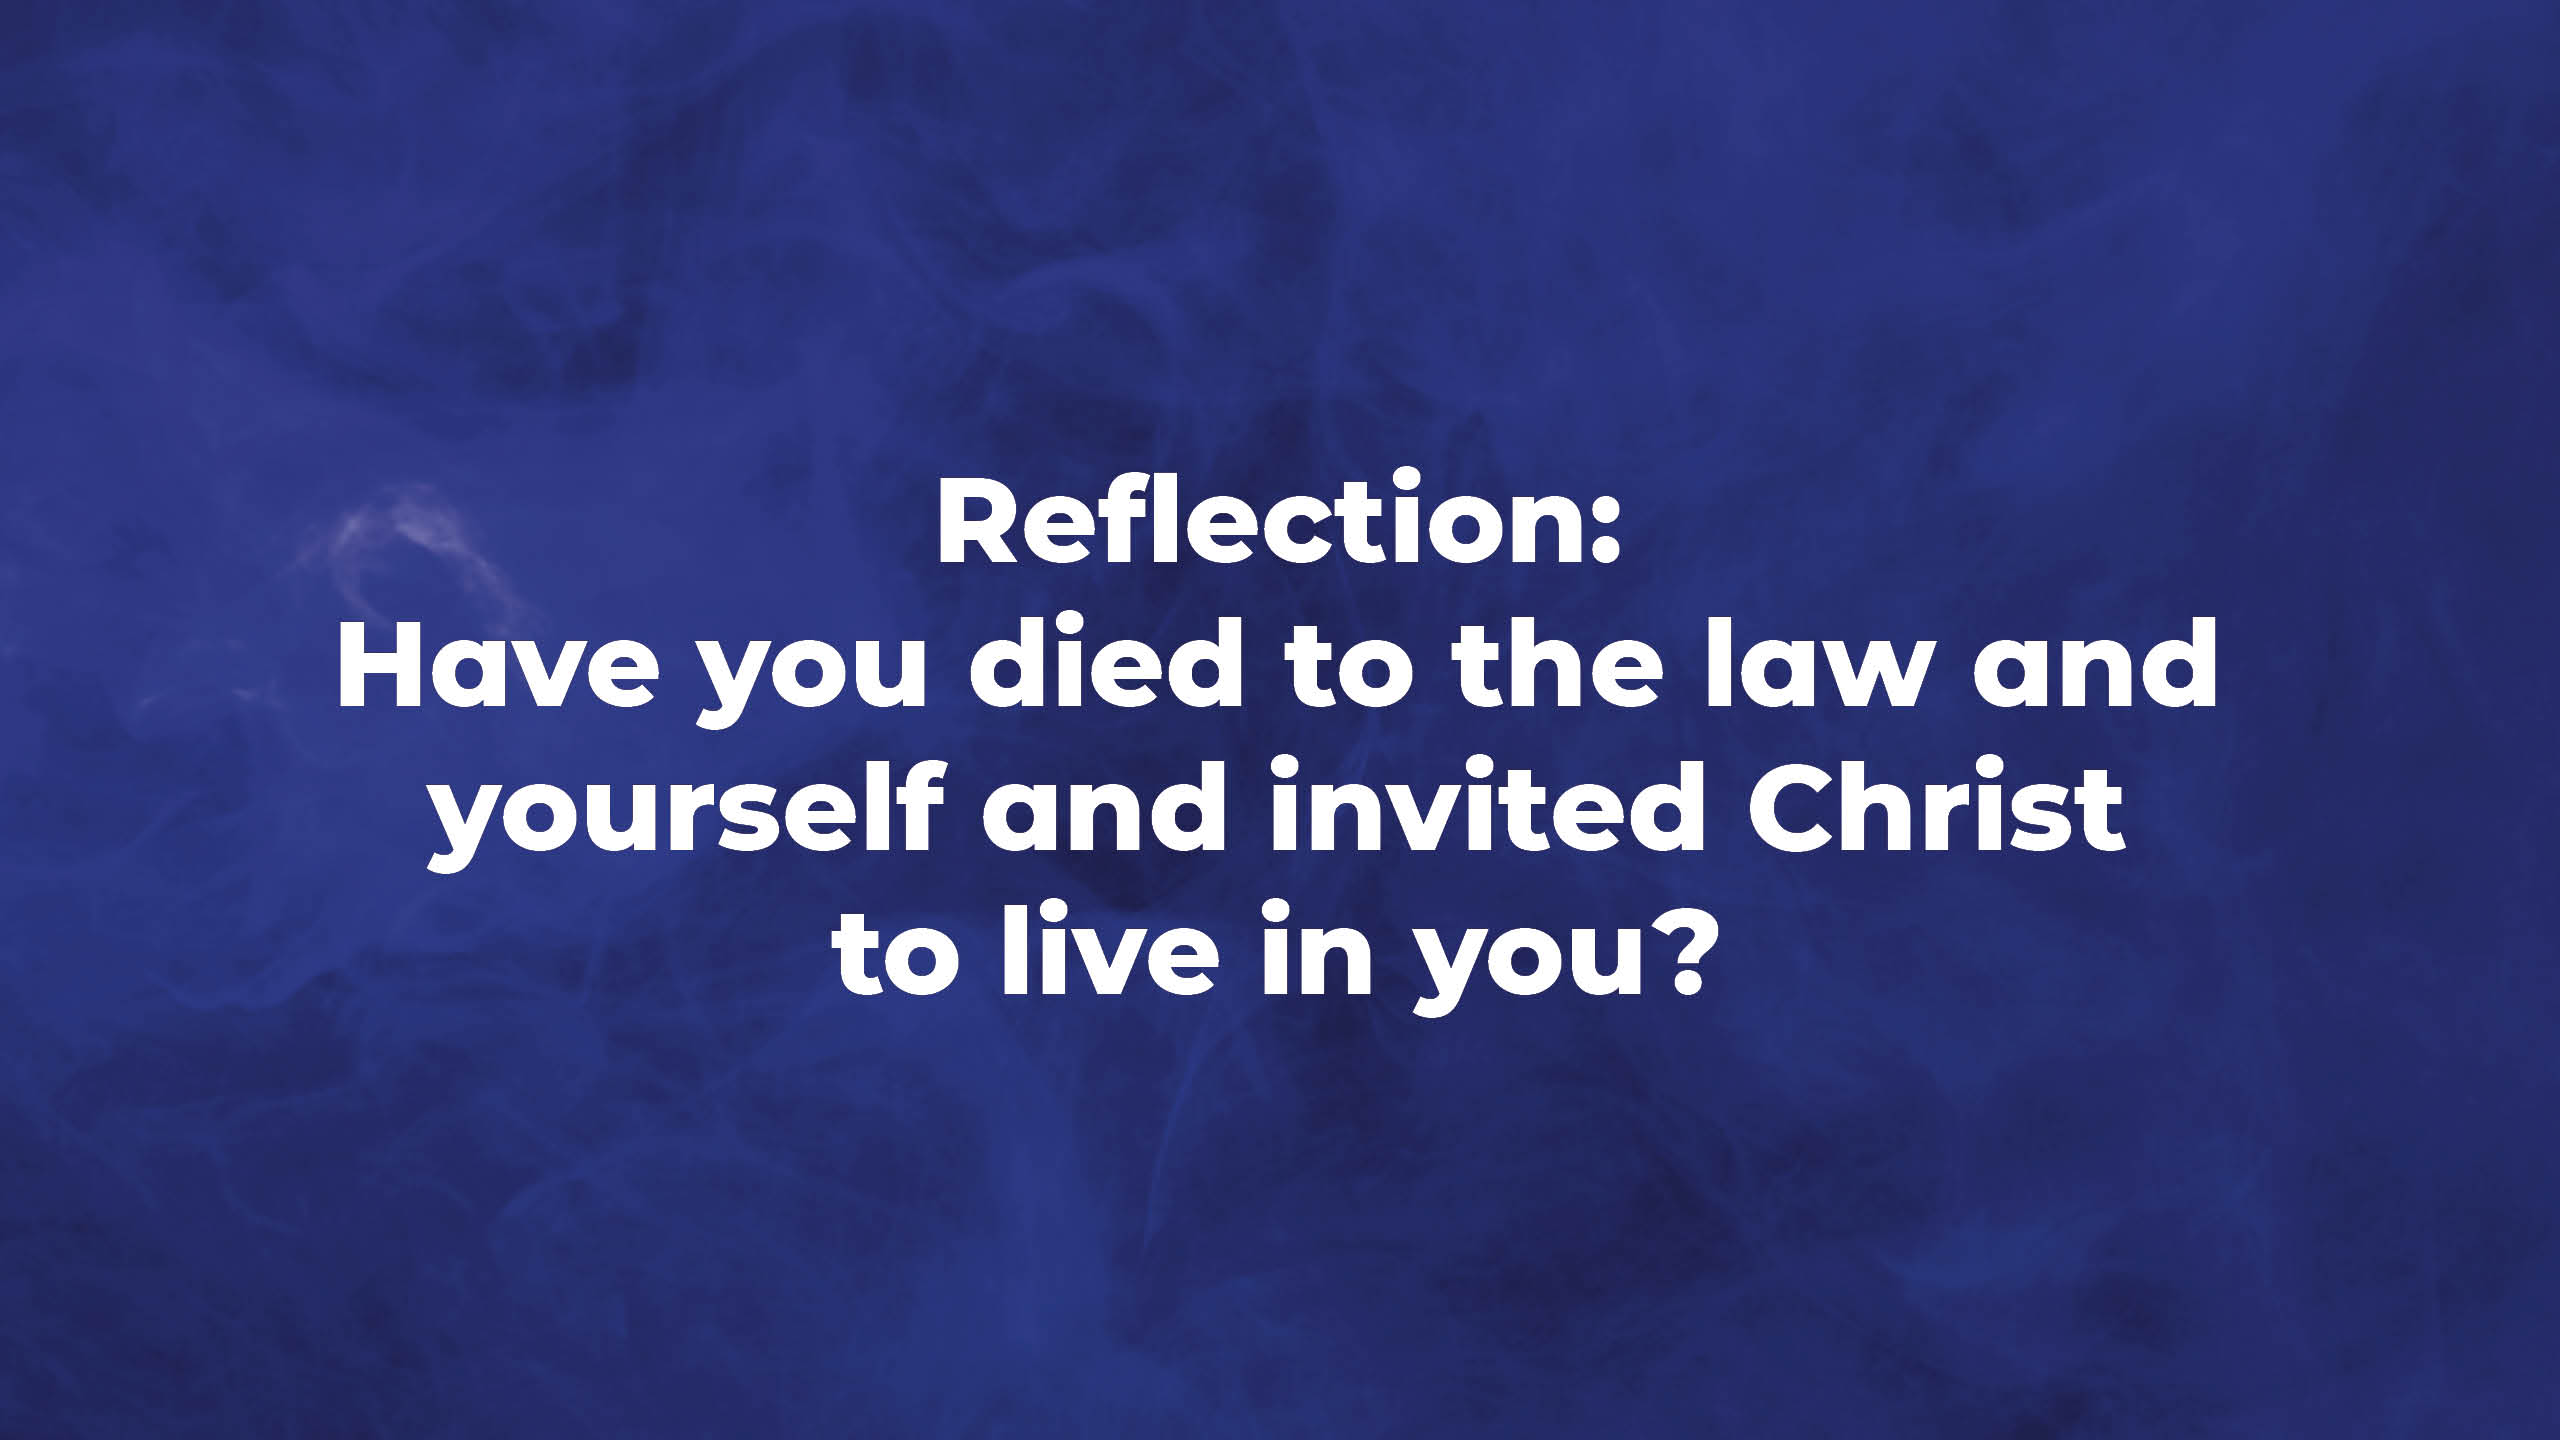 Reflection:
Have you died to the law and
yourself and invited Christ
to live in you?